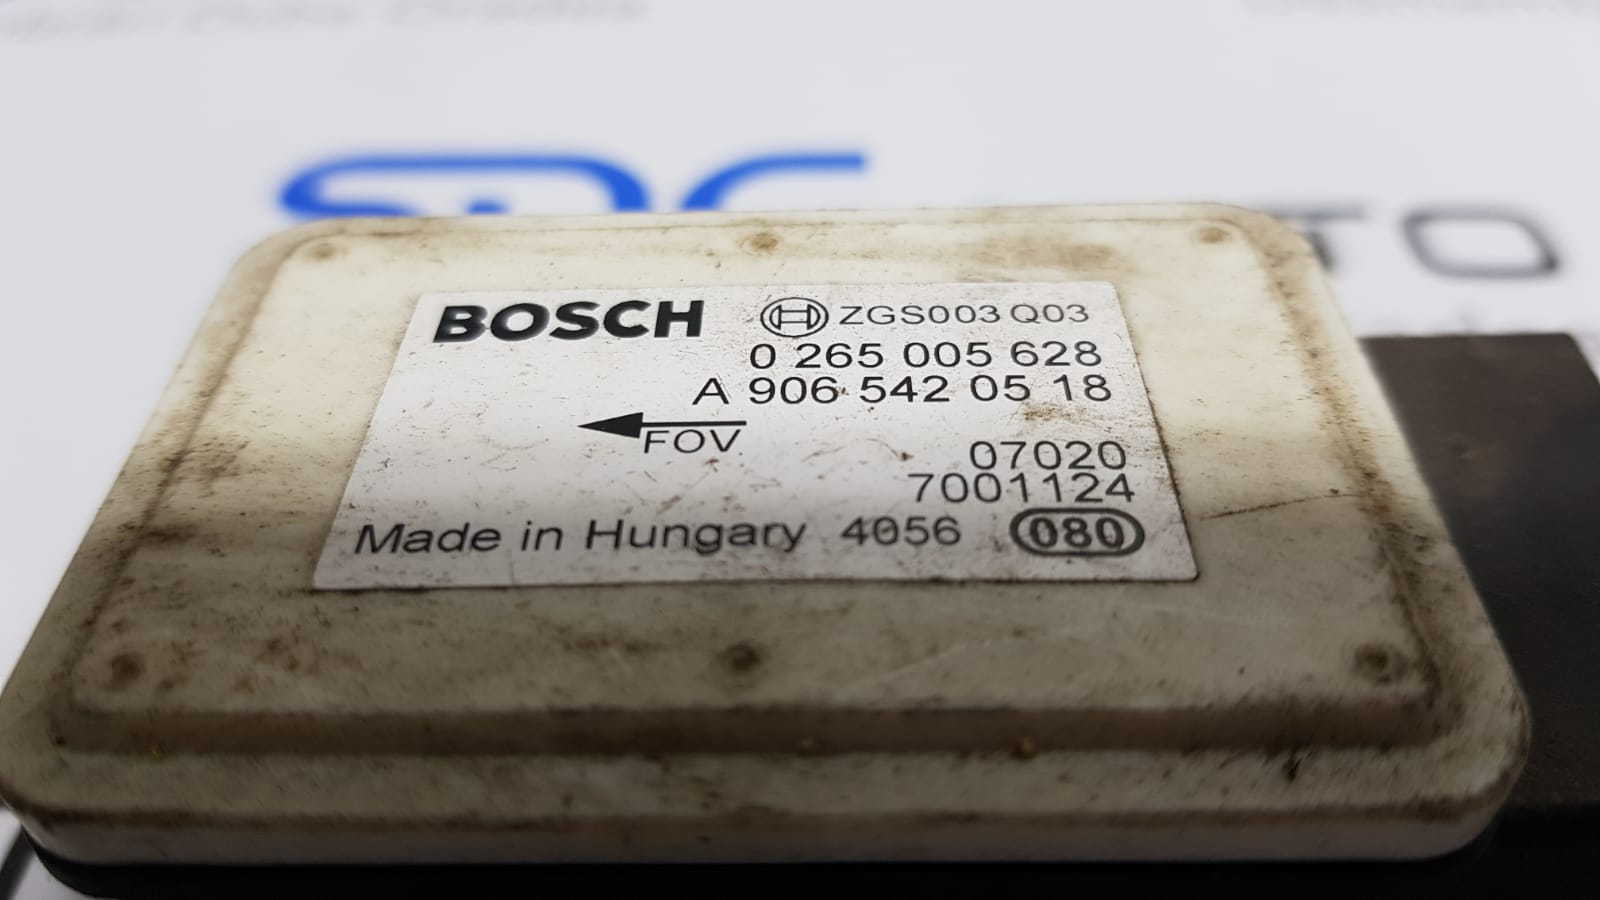 BOSCH ZGS003 Q03
0 265 005 628
A 906 542 05 18
FOV
07020
7001124
Made in Hungary 4056 080